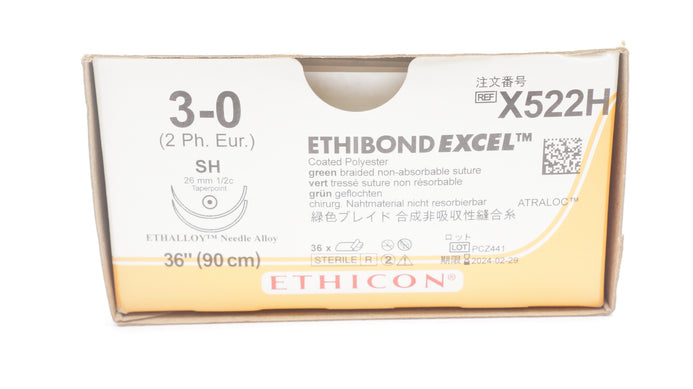 3-0
(2 Ph. Eur.)
SH
26 mm 1/2c
Taperpoint
ETHALLOY™ Needle Alloy
36" (90 cm)
注文番号
REF X522H
ETHIBOND EXCEL™
Coated Polyester
green braided non-absorbable suture
vert tressé suture non résorbable
grün geflochten
chirurg. Nahtmaterial nicht resorbierbar
ATRALOC™
緑色ブレイド 合成非吸収性縫合糸
36 x
STERILE R 2
ロット
LOT PCZ441
期限 2024-02-29
ETHICON®